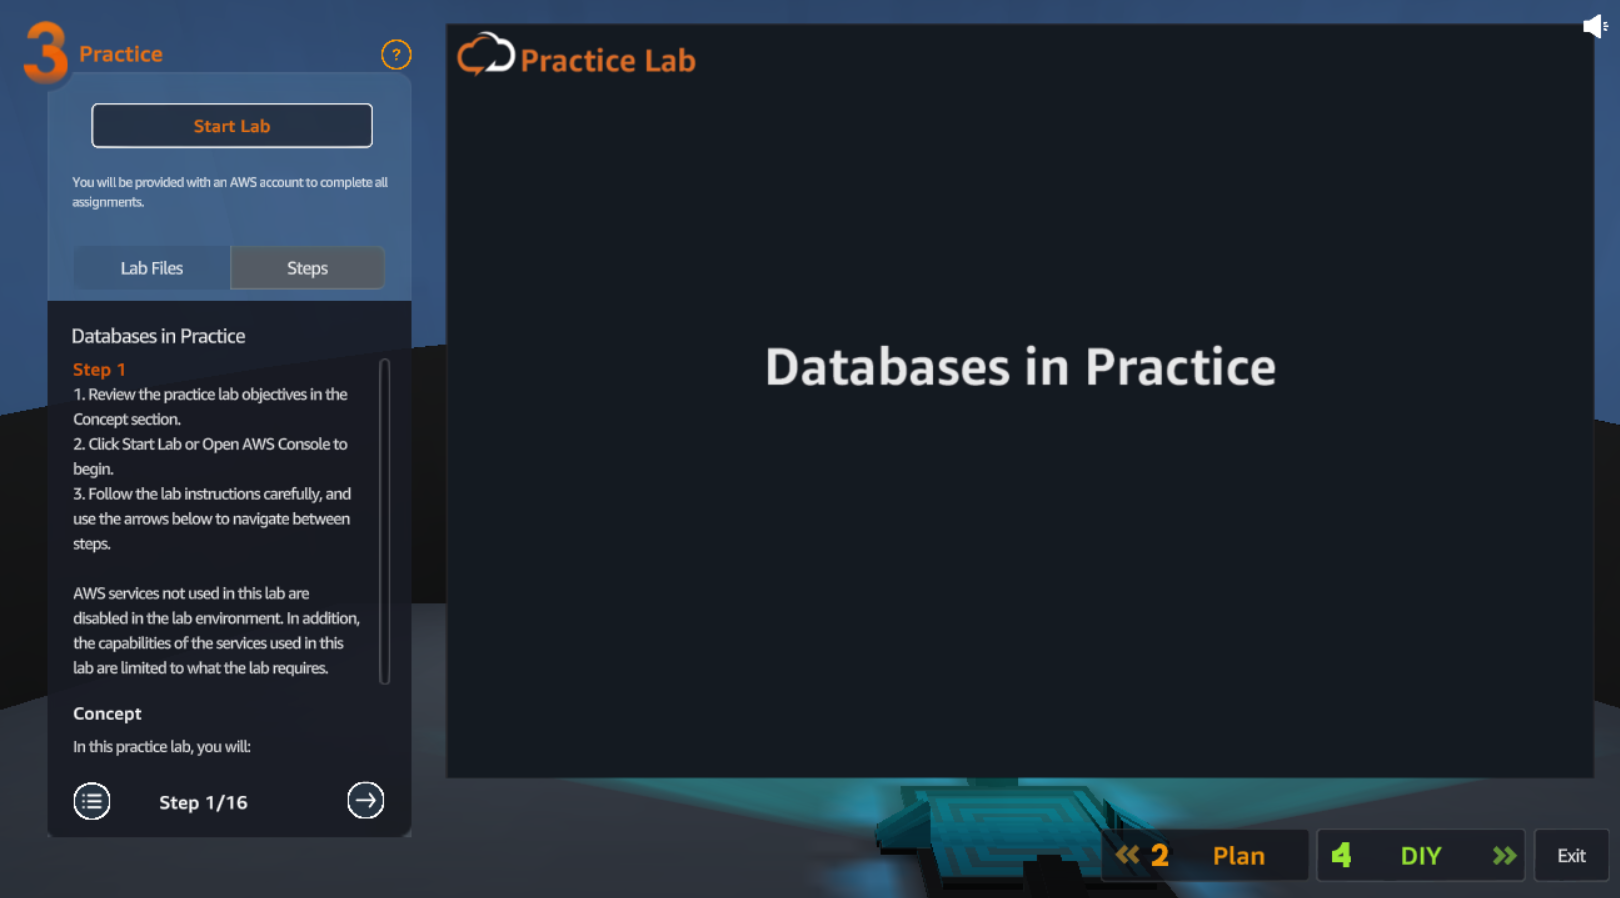 3 Practice
?
Start Lab
You will be provided with an AWS account to complete all
assignments.
Lab Files
Steps
Databases in Practice
Step 1
1. Review the practice lab objectives in the
Concept section.
2. Click Start Lab or Open AWS Console to
begin.
3. Follow the lab instructions carefully, and
use the arrows below to navigate between
steps.
AWS services not used in this lab are
disabled in the lab environment. In addition,
the capabilities of the services used in this
lab are limited to what the lab requires.
Concept
In this practice lab, you will:
Step 1/16
Practice Lab
Databases in Practice
2 Plan
4 DIY
Exit